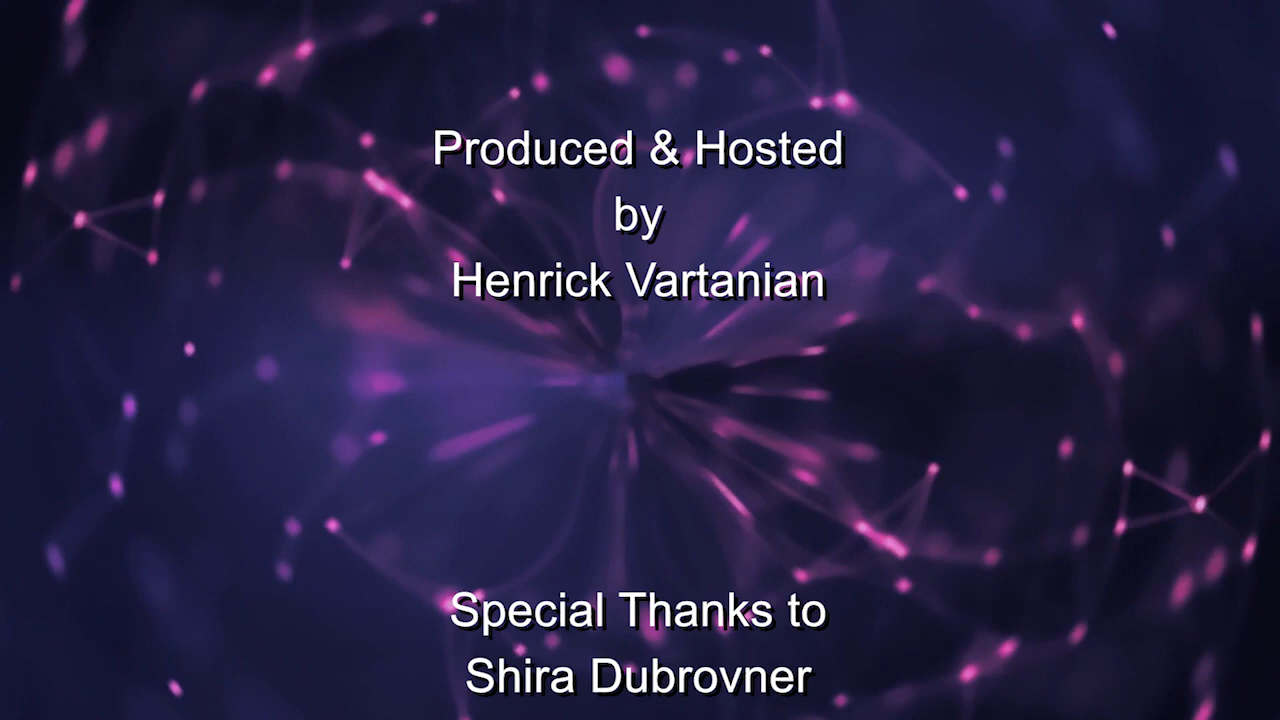 Produced & Hosted
by
Henrick Vartanian
Special Thanks to
Shira Dubrovner